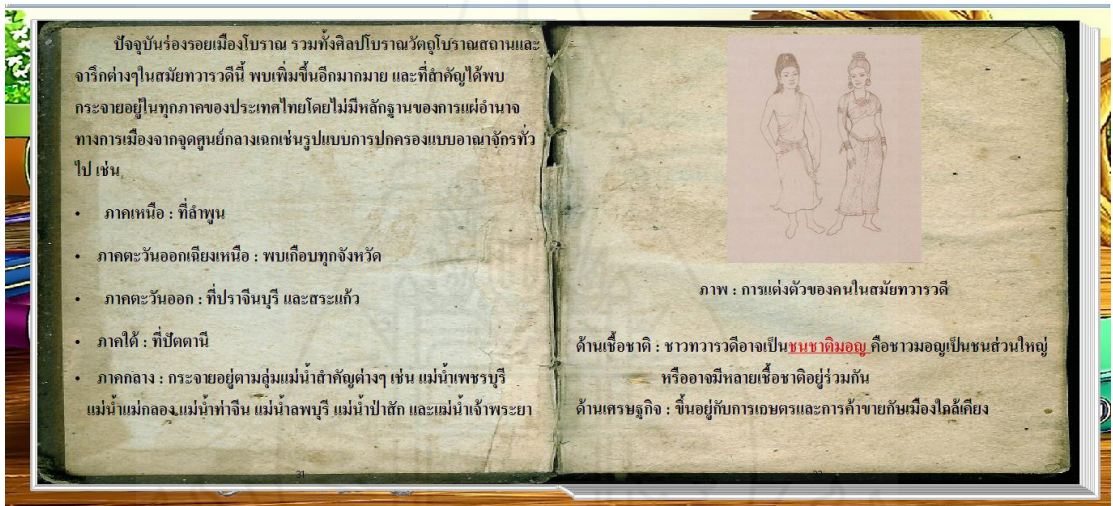 ปัจจุบันร่องรอยเมืองโบราณ รวมทั้งศิลปโบราณวัตถุโบราณสถานและ
จารึกต่างๆในสมัยทวารวดีนี้ พบเพิ่มขึ้นอีกมากมาย และที่สำคัญได้พบ
กระจายอยู่ในทุกภาคของประเทศไทยโดยไม่มีหลักฐานของการแผ่อำนาจ
ทางการเมืองจากจุดศูนย์กลางเฉกเช่นรูปแบบการปกครองแบบอาณาจักรทั่ว
ไป เช่น
• ภาคเหนือ : ที่ลำพูน
• ภาคตะวันออกเฉียงเหนือ : พบเกือบทุกจังหวัด
• ภาคตะวันออก : ที่ปราจีนบุรี และสระแก้ว
• ภาคใต้ : ที่ปัตตานี
• ภาคกลาง : กระจายอยู่ตามลุ่มแม่น้ำสำคัญต่างๆ เช่น แม่น้ำเพชรบุรี
แม่น้ำแม่กลอง แม่น้ำท่าจีน แม่น้ำลพบุรี แม่น้ำป่าสัก และแม่น้ำเจ้าพระยา
31
ภาพ : การแต่งตัวของคนในสมัยทวารวดี
ด้านเชื้อชาติ : ชาวทวารวดีอาจเป็นชนชาติมอญ คือชาวมอญเป็นชนส่วนใหญ่
หรืออาจมีหลายเชื้อชาติอยู่ร่วมกัน
ด้านเศรษฐกิจ : ขึ้นอยู่กับการเกษตรและการค้าขายกับเมืองใกล้เคียง